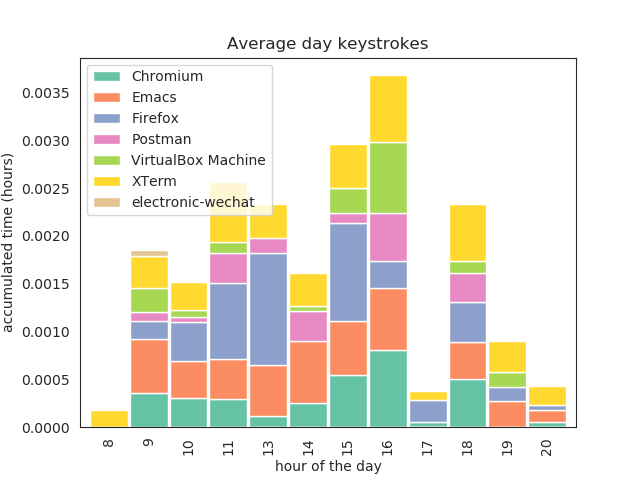 Average day keystrokes
Chromium
Emacs
Firefox
Postman
VirtualBox Machine
XTerm
electronic-wechat
accumulated time (hours)
0.0035
0.0030
0.0025
0.0020
0.0015
0.0010
0.0005
0.0000
8 9 10 11 13 14 15 16 17 18 19 20
hour of the day